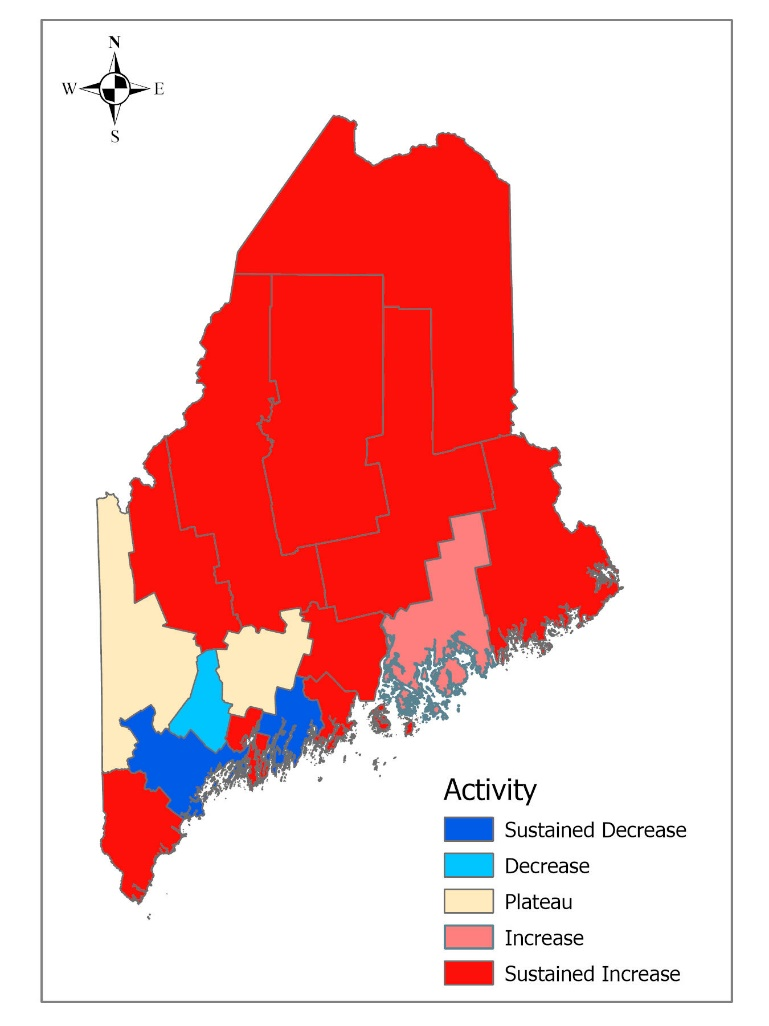 N
W E
S
Activity
Sustained Decrease
Decrease
Plateau
Increase
Sustained Increase